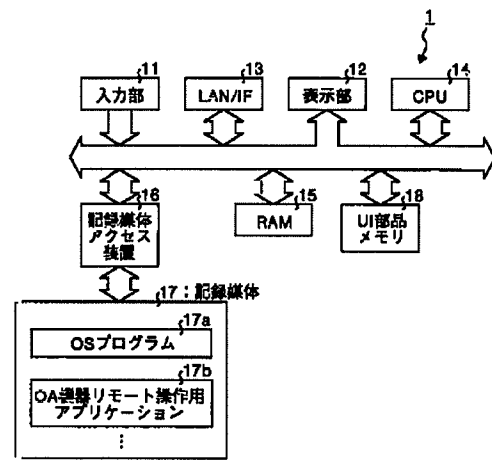 1
11
13
12
14
入力部
LAN/IF
表示部
CPU
16
15
18
記録媒体
アクセス
装置
RAM
UI部品
メモリ
17:記録媒体
17a
OSプログラム
17b
OA機器リモート操作用
アプリケーション
⋮